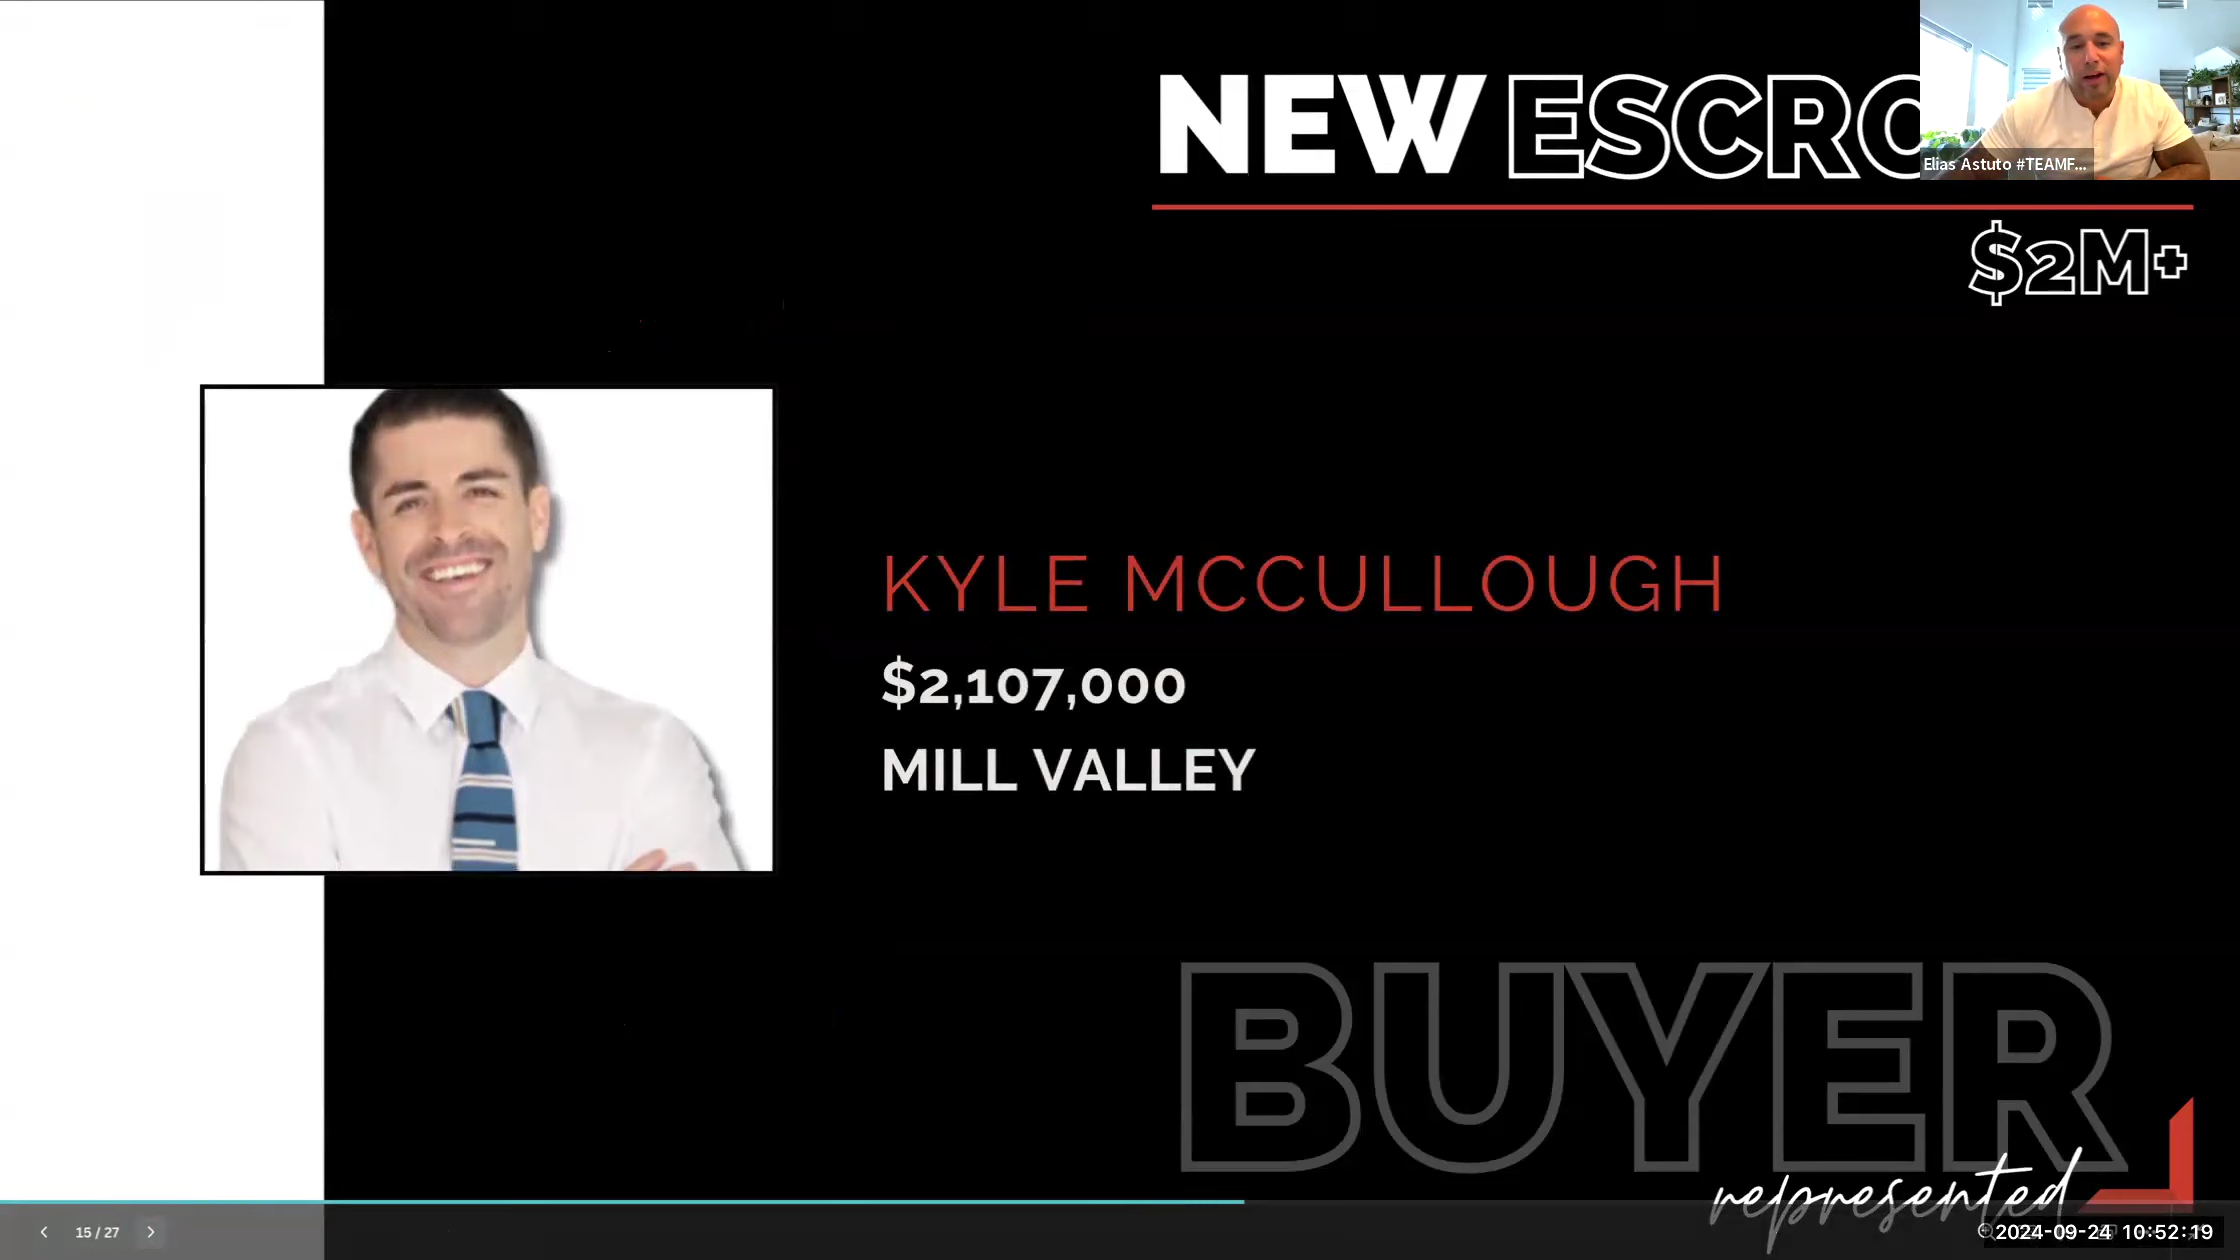 NEW ESCRO
Elias Astuto #TEAMF...
$2M+
KYLE MCCULLOUGH
$2,107,000
MILL VALLEY
BUYER
represented
15 / 27
2024-09-24 10:52:19